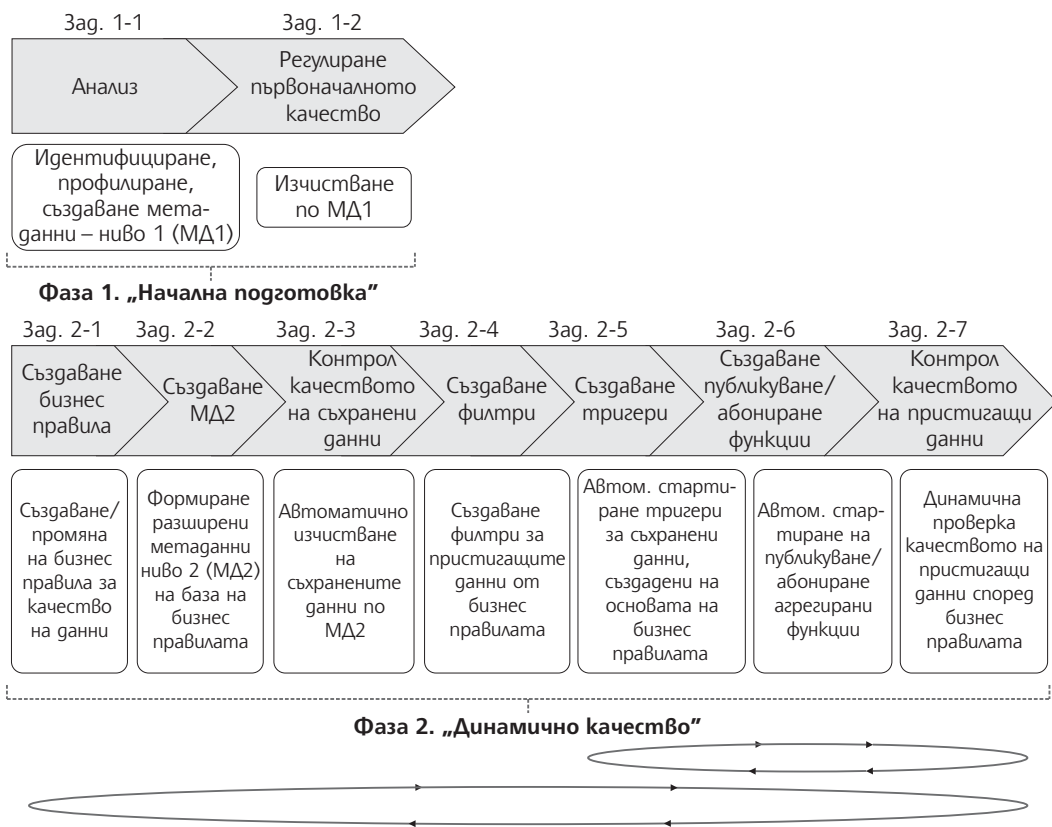 Зад. 1-1
Зад. 1-2
Анализ
Регулиране
първоначалното
качество
Идентифициране,
профилиране,
създаване мета-
данни – ниво 1 (МД1)
Изчистване
по МД1
Фаза 1. „Начална подготовка”
Зад. 2-1
Зад. 2-2
Зад. 2-3
Зад. 2-4
Зад. 2-5
Зад. 2-6
Зад. 2-7
Създаване
бизнес
правила
Създаване
МД2
Контрол
качеството
на съхранени
данни
Създаване
филтри
Създаване
тригери
Създаване
публикуване/
абониране
функции
Контрол
качеството
на пристигащи
данни
Създаване/
промяна
на бизнес
правила за
качество
на данни
Формиране
разширени
метаданни
ниво 2 (МД2)
на база на
бизнес
правилата
Автоматично
изчистване
на
съхранените
данни по
МД2
Създаване
филтри за
пристигащите
данни от
бизнес
правилата
Автом. старти-
ране тригери
за съхранени
данни,
създадени на
основата на
бизнес
правилата
Автом. стар-
тиране на
публикуване/
абониране
агрегирани
функции
Динамична
проверка
качеството на
пристигащи
данни според
бизнес
правилата
Фаза 2. „Динамично качество”